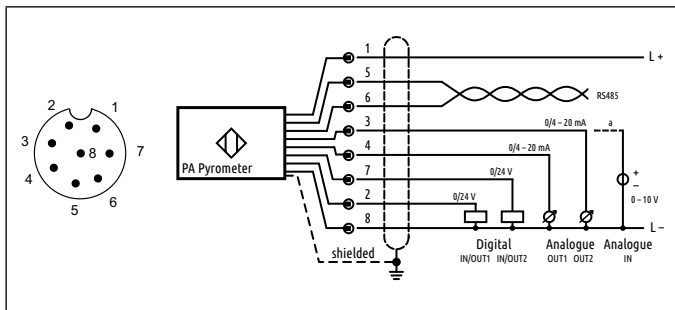 2
1
3
8
7
4
6
5
PA Pyrometer
shielded
1
L +
5
RS485
6
3
0/4 – 20 mA
a
4
0/4 – 20 mA
+
–
7
0/24 V
0 – 10 V
2
0/24 V
8
L –
Digital
Analogue
Analogue
IN/OUT1
IN/OUT2
OUT1
OUT2
IN